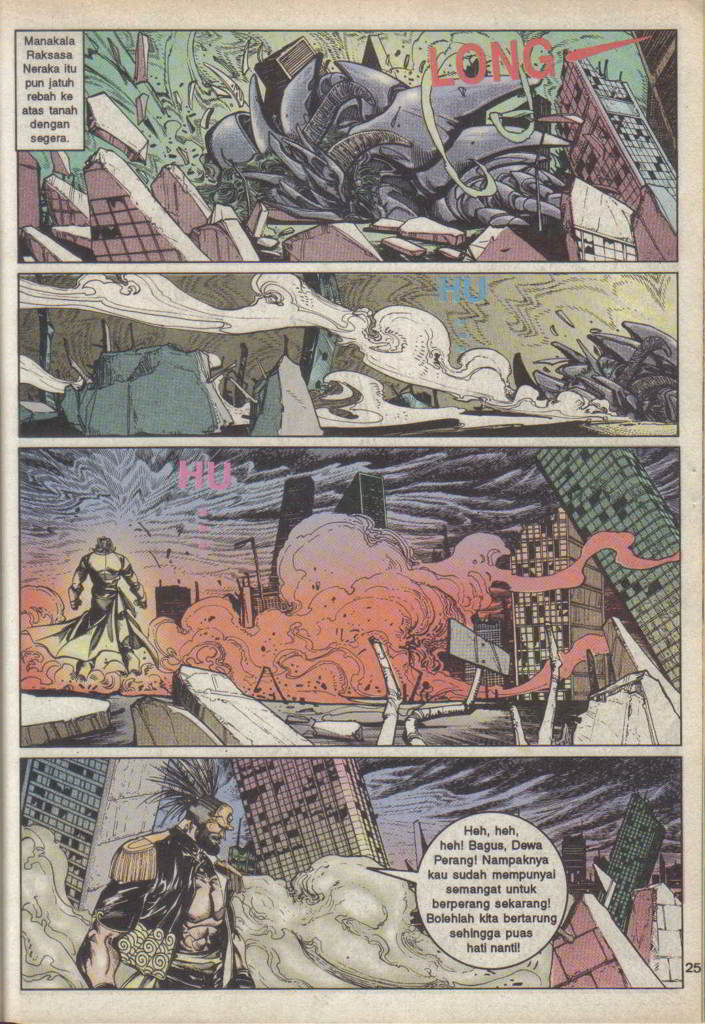 Manakala
Raksasa
Neraka itu
pun jatuh
rebah ke
atas tanah
dengan
segera.
LONG
HU
HU
Heh, heh,
heh! Bagus, Dewa
Perang! Nampaknya
kau sudah mempunyai
semangat untuk
berperang sekarang!
Bolehlah kita bertarung
sehingga puas
hati nanti!
25